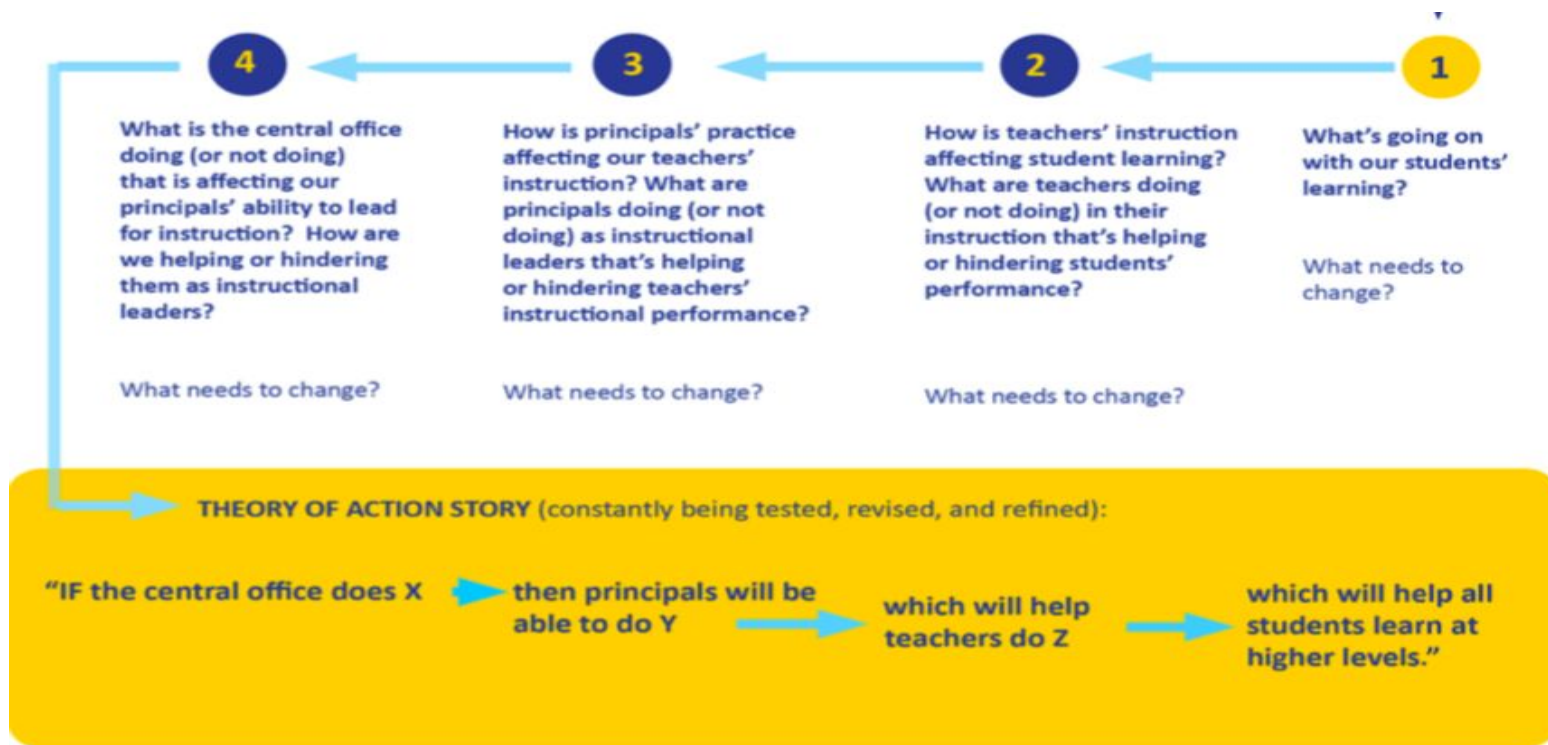 4
3
2
1
What is the central office
doing (or not doing)
that is affecting our
principals' ability to lead
for instruction?  How are
we helping or hindering
them as instructional
leaders?
What needs to change?
How is principals' practice
affecting our teachers'
instruction? What are
principals doing (or not
doing) as instructional
leaders that's helping
or hindering teachers'
instructional performance?
What needs to change?
How is teachers' instruction
affecting student learning?
What are teachers doing
(or not doing) in their
instruction that's helping
or hindering students'
performance?
What needs to change?
What's going on
with our students'
learning?
What needs to
change?
THEORY OF ACTION STORY (constantly being tested, revised, and refined):
"IF the central office does X
then principals will be
able to do Y
which will help
teachers do Z
which will help all
students learn at
higher levels."